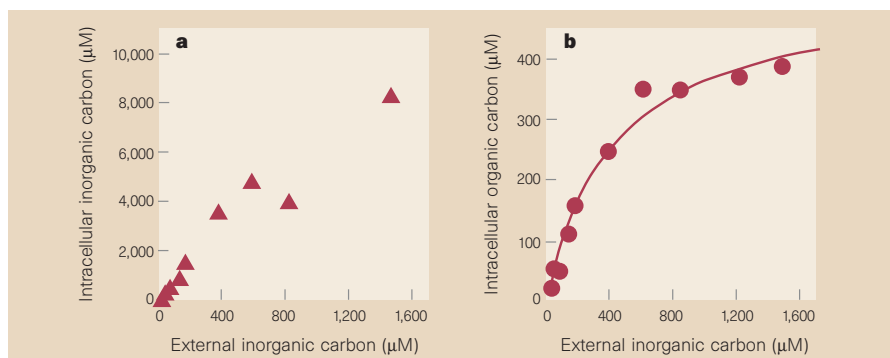 a
Intracellular inorganic carbon (µM)
10,000
8,000
6,000
4,000
2,000
0
0 400 800 1,200 1,600
External inorganic carbon (µM)
b
Intracellular organic carbon (µM)
400
300
200
100
0
0 400 800 1,200 1,600
External inorganic carbon (µM)